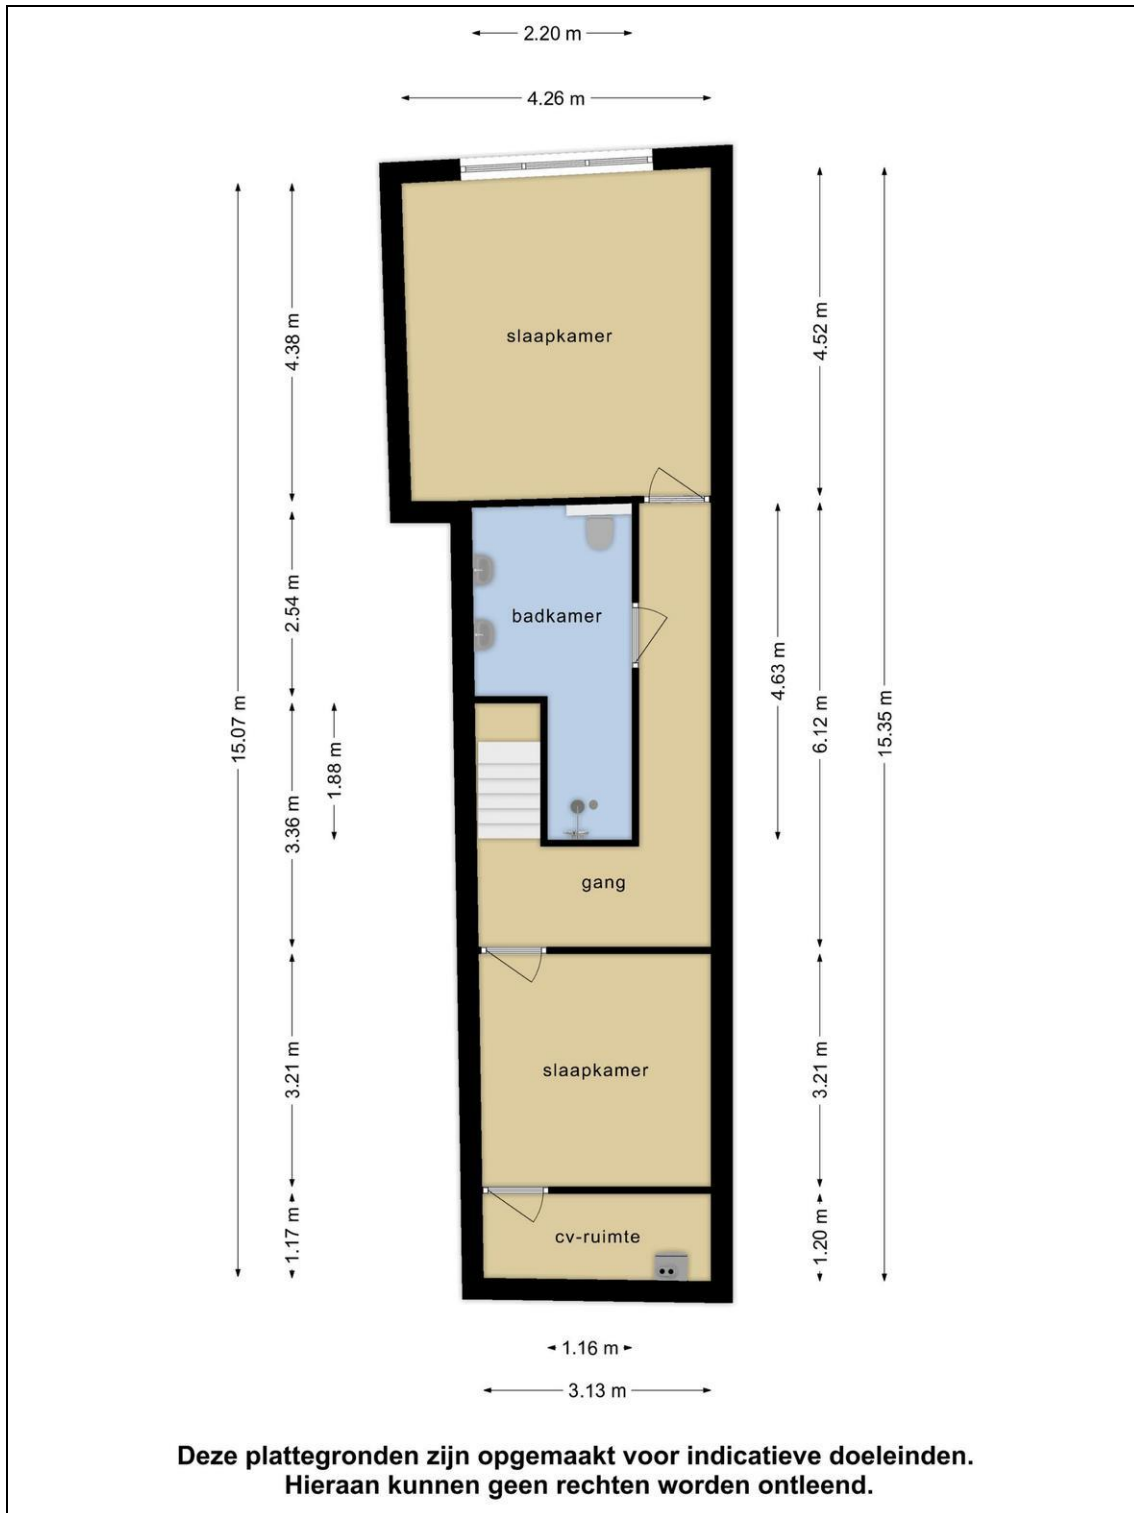 2.20 m
4.26 m
slaapkamer
4.38 m
4.52 m
2.54 m
badkamer
4.63 m
15.07 m
6.12 m
15.35 m
1.88 m
3.36 m
gang
3.21 m
slaapkamer
3.21 m
1.17 m
cv-ruimte
1.20 m
1.16 m
3.13 m
Deze plattegronden zijn opgemaakt voor indicatieve doeleinden.
Hieraan kunnen geen rechten worden ontleend.